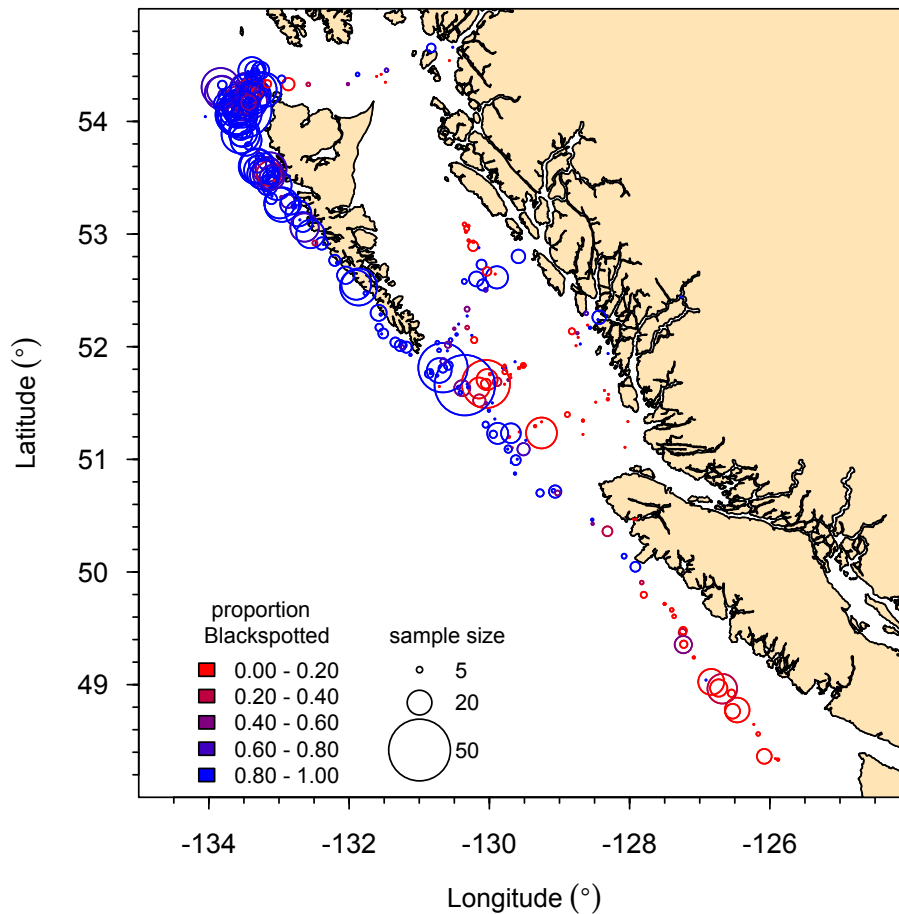 54
53
52
51
50
49
Latitude (°)
proportion
Blackspotted
0.00 - 0.20
0.20 - 0.40
0.40 - 0.60
0.60 - 0.80
0.80 - 1.00
sample size
5
20
50
-134
-132
-130
-128
-126
Longitude (°)